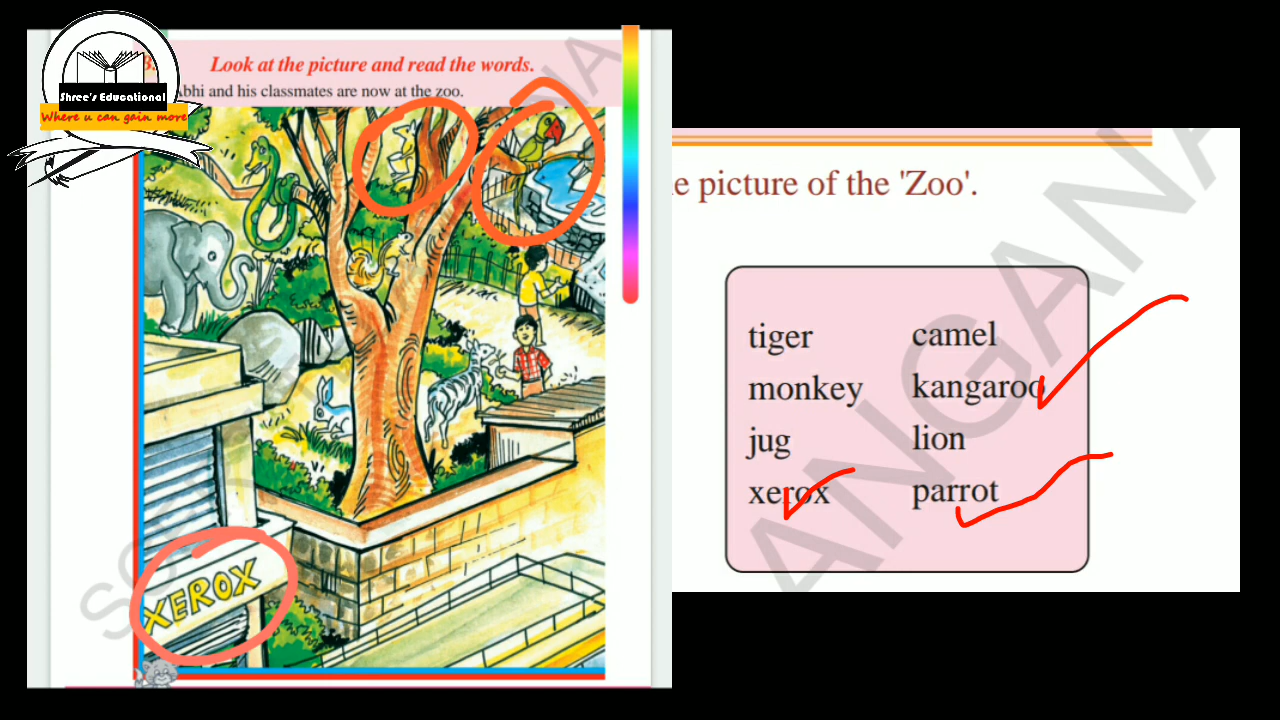 Shree's Educational
Where u can gain more
Look at the picture and read the words.
bhi and his classmates are now at the zoo.
XEROX
e picture of the 'Zoo'.
tiger camel
monkey kangaroo
jug lion
xerox parrot